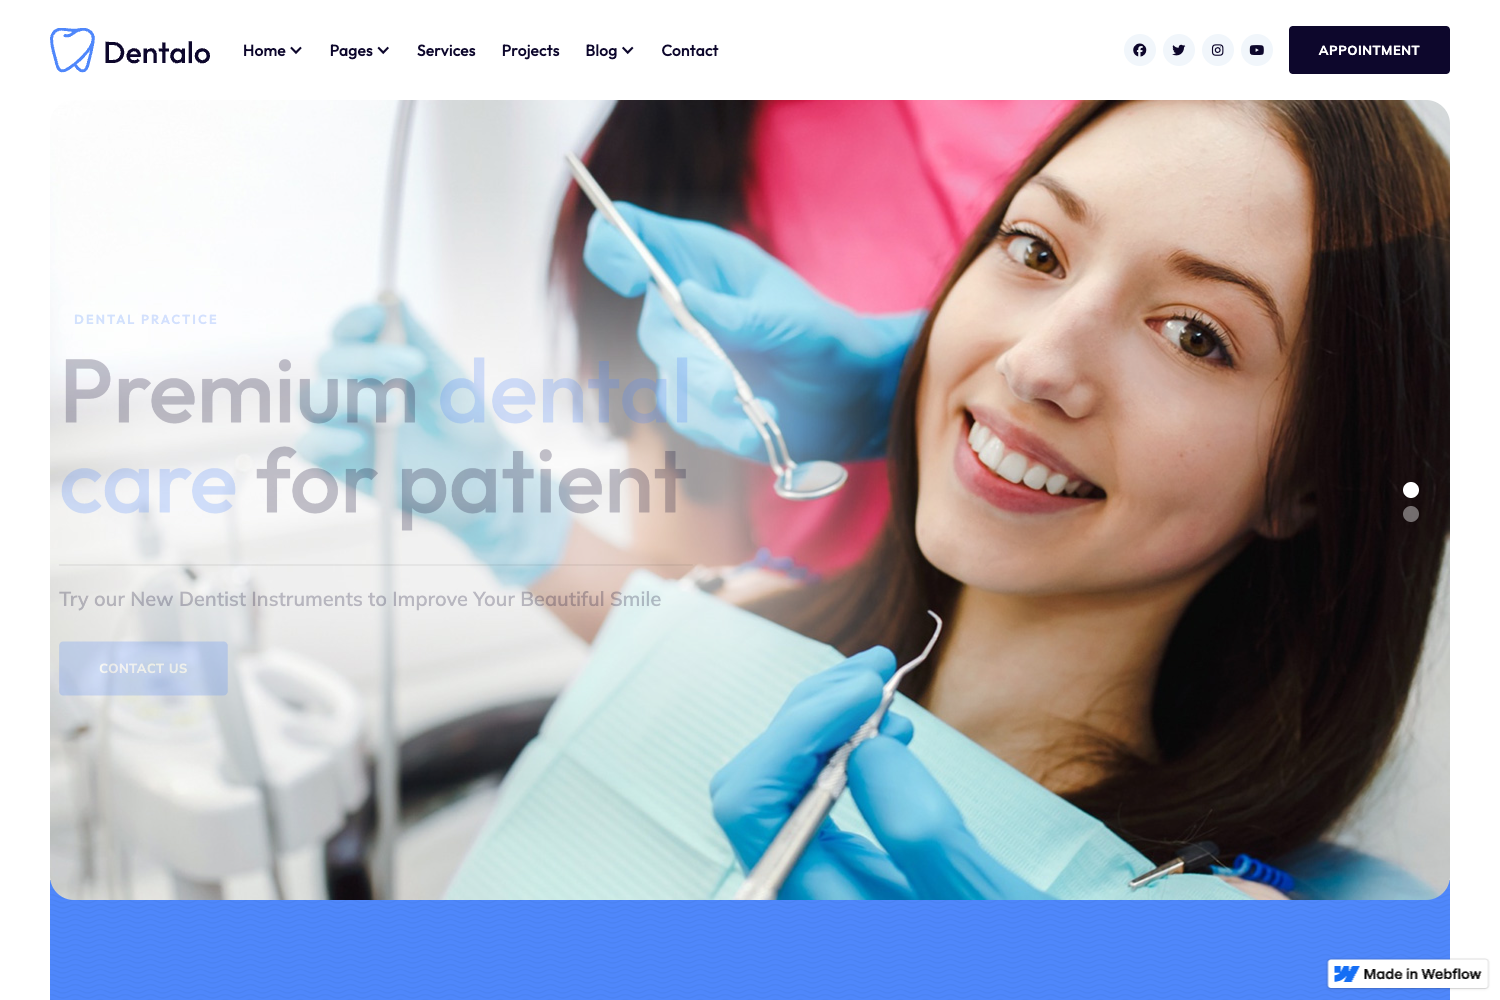 Dentalo
Home
Pages
Services
Projects
Blog
Contact
APPOINTMENT
DENTAL PRACTICE
Premium dental
care for patient
Try our New Dentist Instruments to Improve Your Beautiful Smile
CONTACT US
Made in Webflow